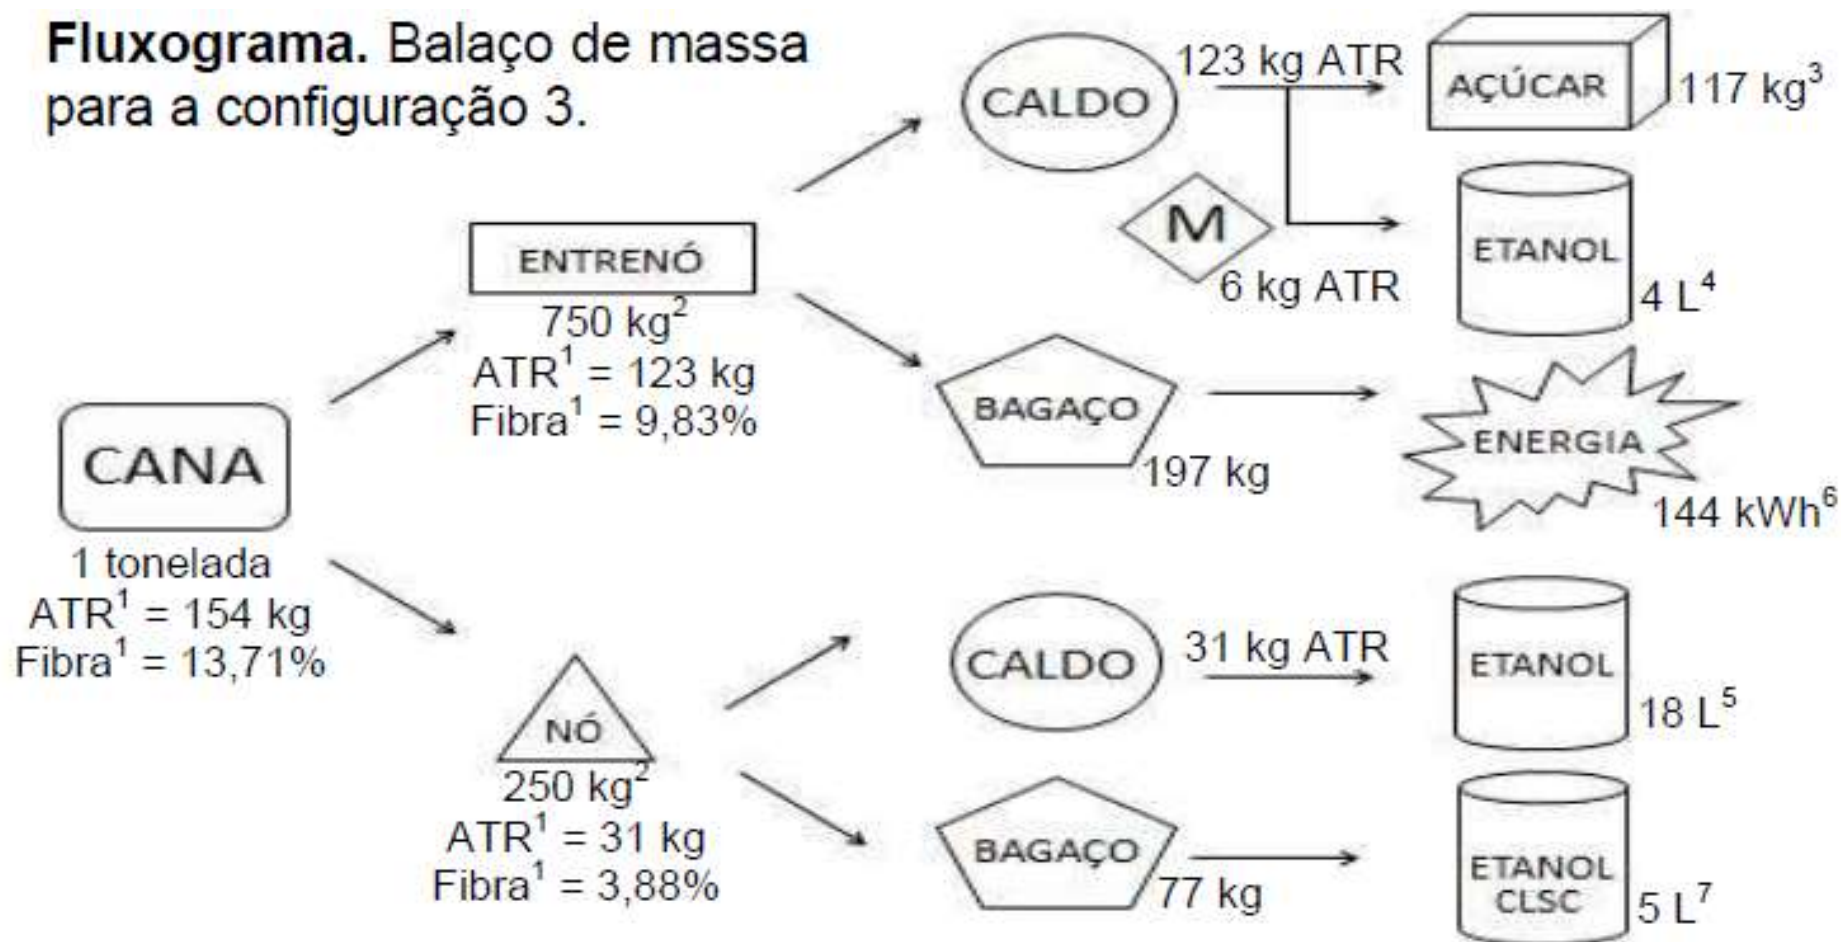 Fluxograma. Balaço de massa
para a configuração 3.
CANA
1 tonelada
ATR¹ = 154 kg
Fibra¹ = 13,71%
ENTRENÓ
750 kg²
ATR¹ = 123 kg
Fibra¹ = 9,83%
CALDO
123 kg ATR
AÇÚCAR
117 kg³
M
6 kg ATR
ETANOL
4 L⁴
BAGAÇO
197 kg
ENERGIA
144 kWh⁶
NÓ
250 kg²
ATR¹ = 31 kg
Fibra¹ = 3,88%
CALDO
31 kg ATR
ETANOL
18 L⁵
BAGAÇO
77 kg
ETANOL
CLSC
5 L⁷